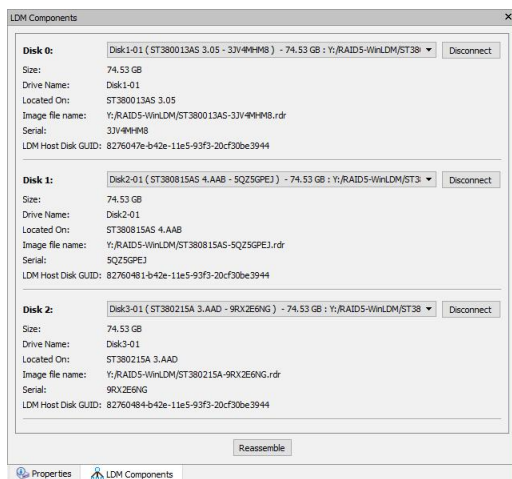 LDM Components
Disk 0: Disk1-01 ( ST380013AS 3.05 - 3JV4MHM8 ) - 74.53 GB : Y:/RAID5-WinLDM/ST38 Disconnect
Size: 74.53 GB
Drive Name: Disk1-01
Located On: ST380013AS 3.05
Image file name: Y:/RAID5-WinLDM/ST380013AS-3JV4MHM8.rdr
Serial: 3JV4MHM8
LDM Host Disk GUID: 8276047e-b42e-11e5-93f3-20cf30be3944
Disk 1: Disk2-01 ( ST380815AS 4.AAB - 5QZ5GPEJ ) - 74.53 GB : Y:/RAID5-WinLDM/ST3 Disconnect
Size: 74.53 GB
Drive Name: Disk2-01
Located On: ST380815AS 4.AAB
Image file name: Y:/RAID5-WinLDM/ST380815AS-5QZ5GPEJ.rdr
Serial: 5QZ5GPEJ
LDM Host Disk GUID: 82760481-b42e-11e5-93f3-20cf30be3944
Disk 2: Disk3-01 ( ST380215A 3.AAD - 9RX2E6NG ) - 74.53 GB : Y:/RAID5-WinLDM/ST38 Disconnect
Size: 74.53 GB
Drive Name: Disk3-01
Located On: ST380215A 3.AAD
Image file name: Y:/RAID5-WinLDM/ST380215A-9RX2E6NG.rdr
Serial: 9RX2E6NG
LDM Host Disk GUID: 82760484-b42e-11e5-93f3-20cf30be3944
Reassemble
Properties LDM Components